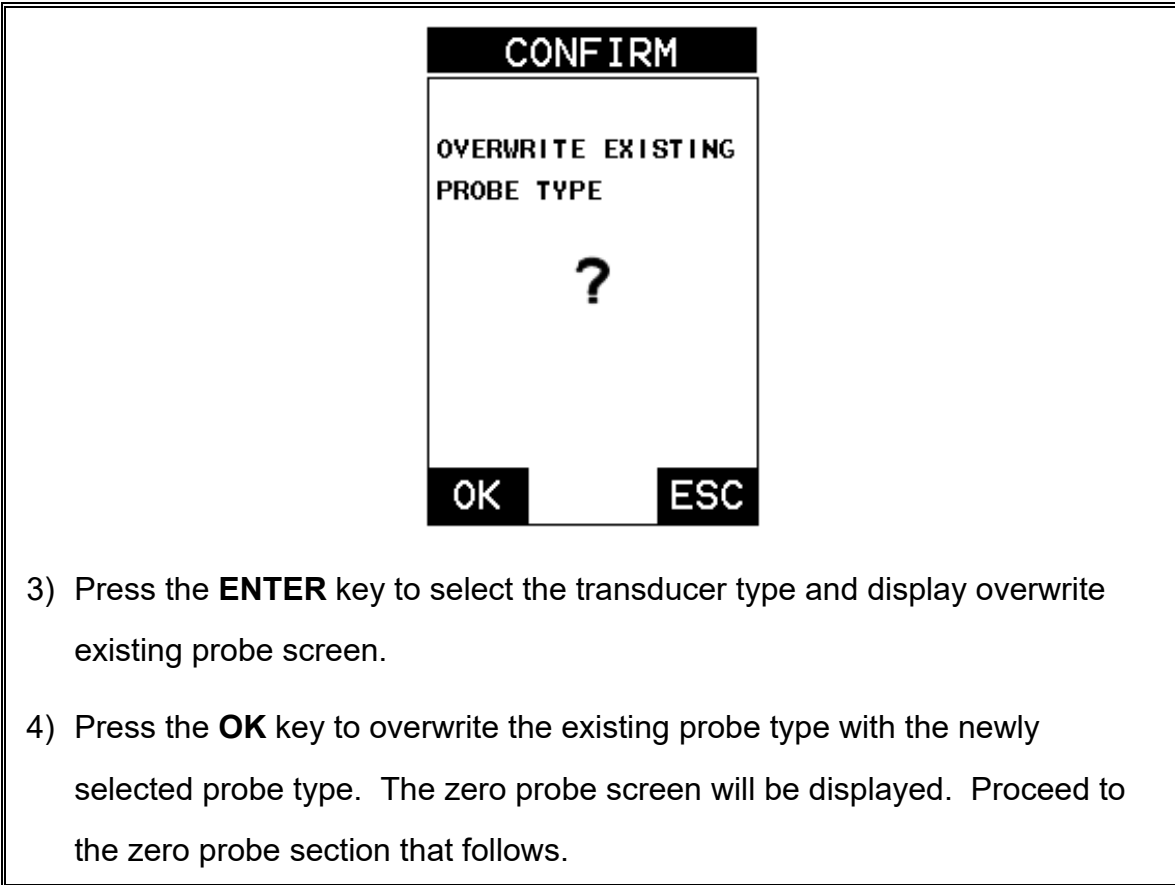 CONFIRM
OVERWRITE EXISTING
PROBE TYPE
?
OK ESC
3) Press the ENTER key to select the transducer type and display overwrite
existing probe screen.
4) Press the OK key to overwrite the existing probe type with the newly
selected probe type.  The zero probe screen will be displayed.  Proceed to
the zero probe section that follows.